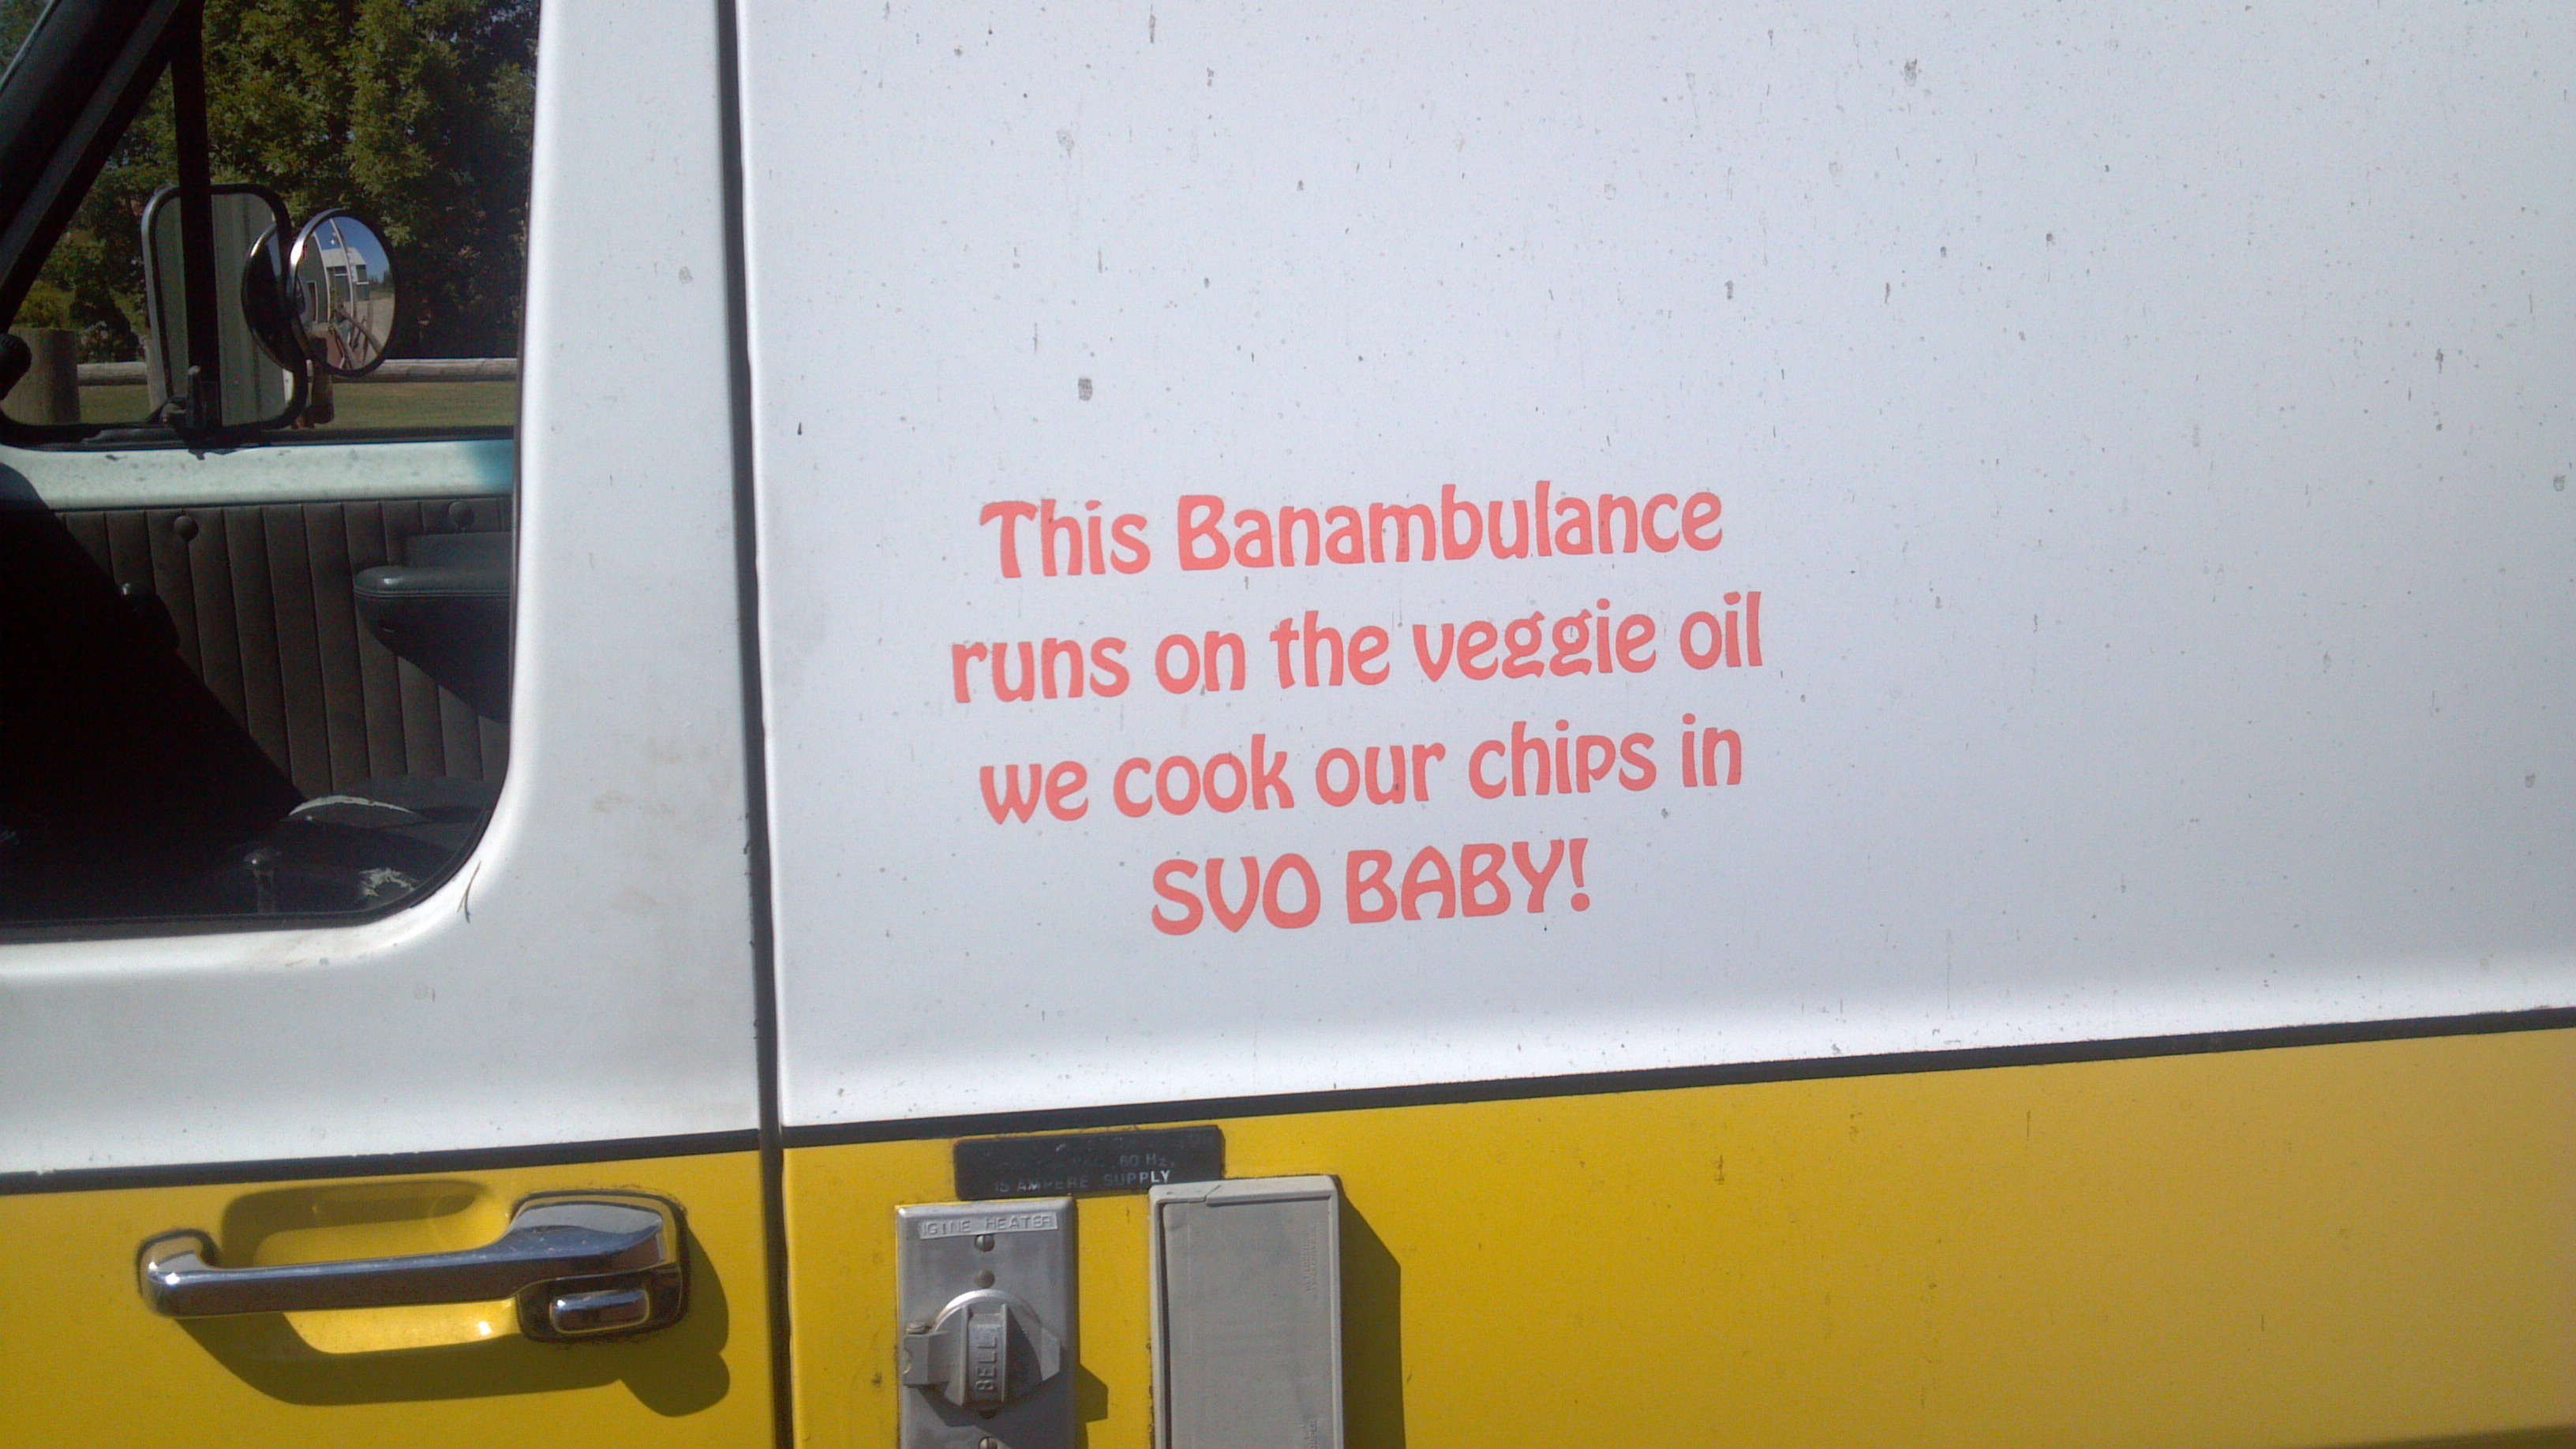 This Banambulance
runs on the veggie oil
we cook our chips in
SVO BABY!
60 Hz.
15 AMPERE SUPPLY
GINE HEATER
BELL